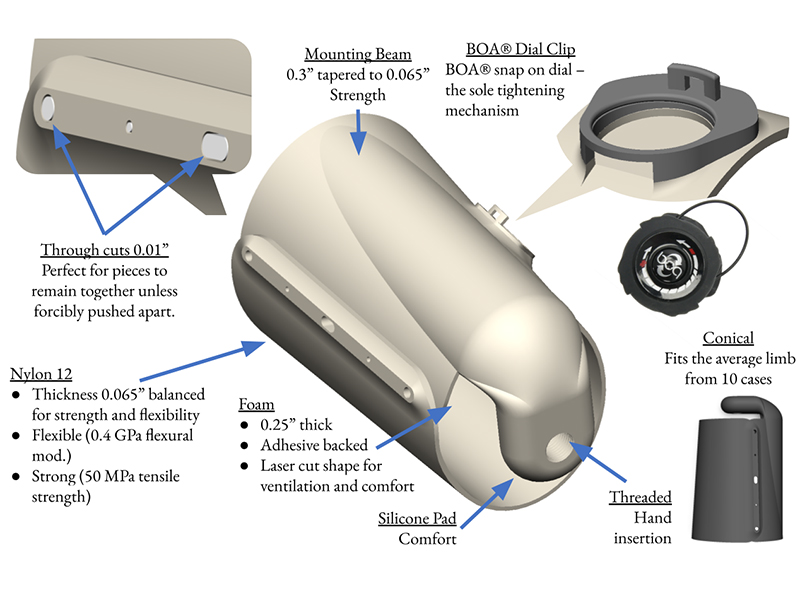 Mounting Beam
0.3” tapered to 0.065”
Strength
BOA® Dial Clip
BOA® snap on dial –
the sole tightening
mechanism
Through cuts 0.01”
Perfect for pieces to
remain together unless
forcibly pushed apart.
Conical
Fits the average limb
from 10 cases
Nylon 12
● Thickness 0.065” balanced
for strength and flexibility
● Flexible (0.4 GPa flexural
mod.)
● Strong (50 MPa tensile
strength)
Foam
● 0.25” thick
● Adhesive backed
● Laser cut shape for
ventilation and comfort
Silicone Pad
Comfort
Threaded
Hand
insertion